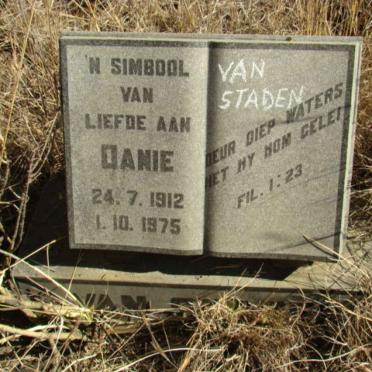 'N SIMBOOL
VAN
LIEFDE AAN
DANIE
24. 7. 1912
1. 10. 1975
VAN
STADEN
DEUR DIEP WATERS
HET HY HOM GELEI
FIL. 1:23
VAN